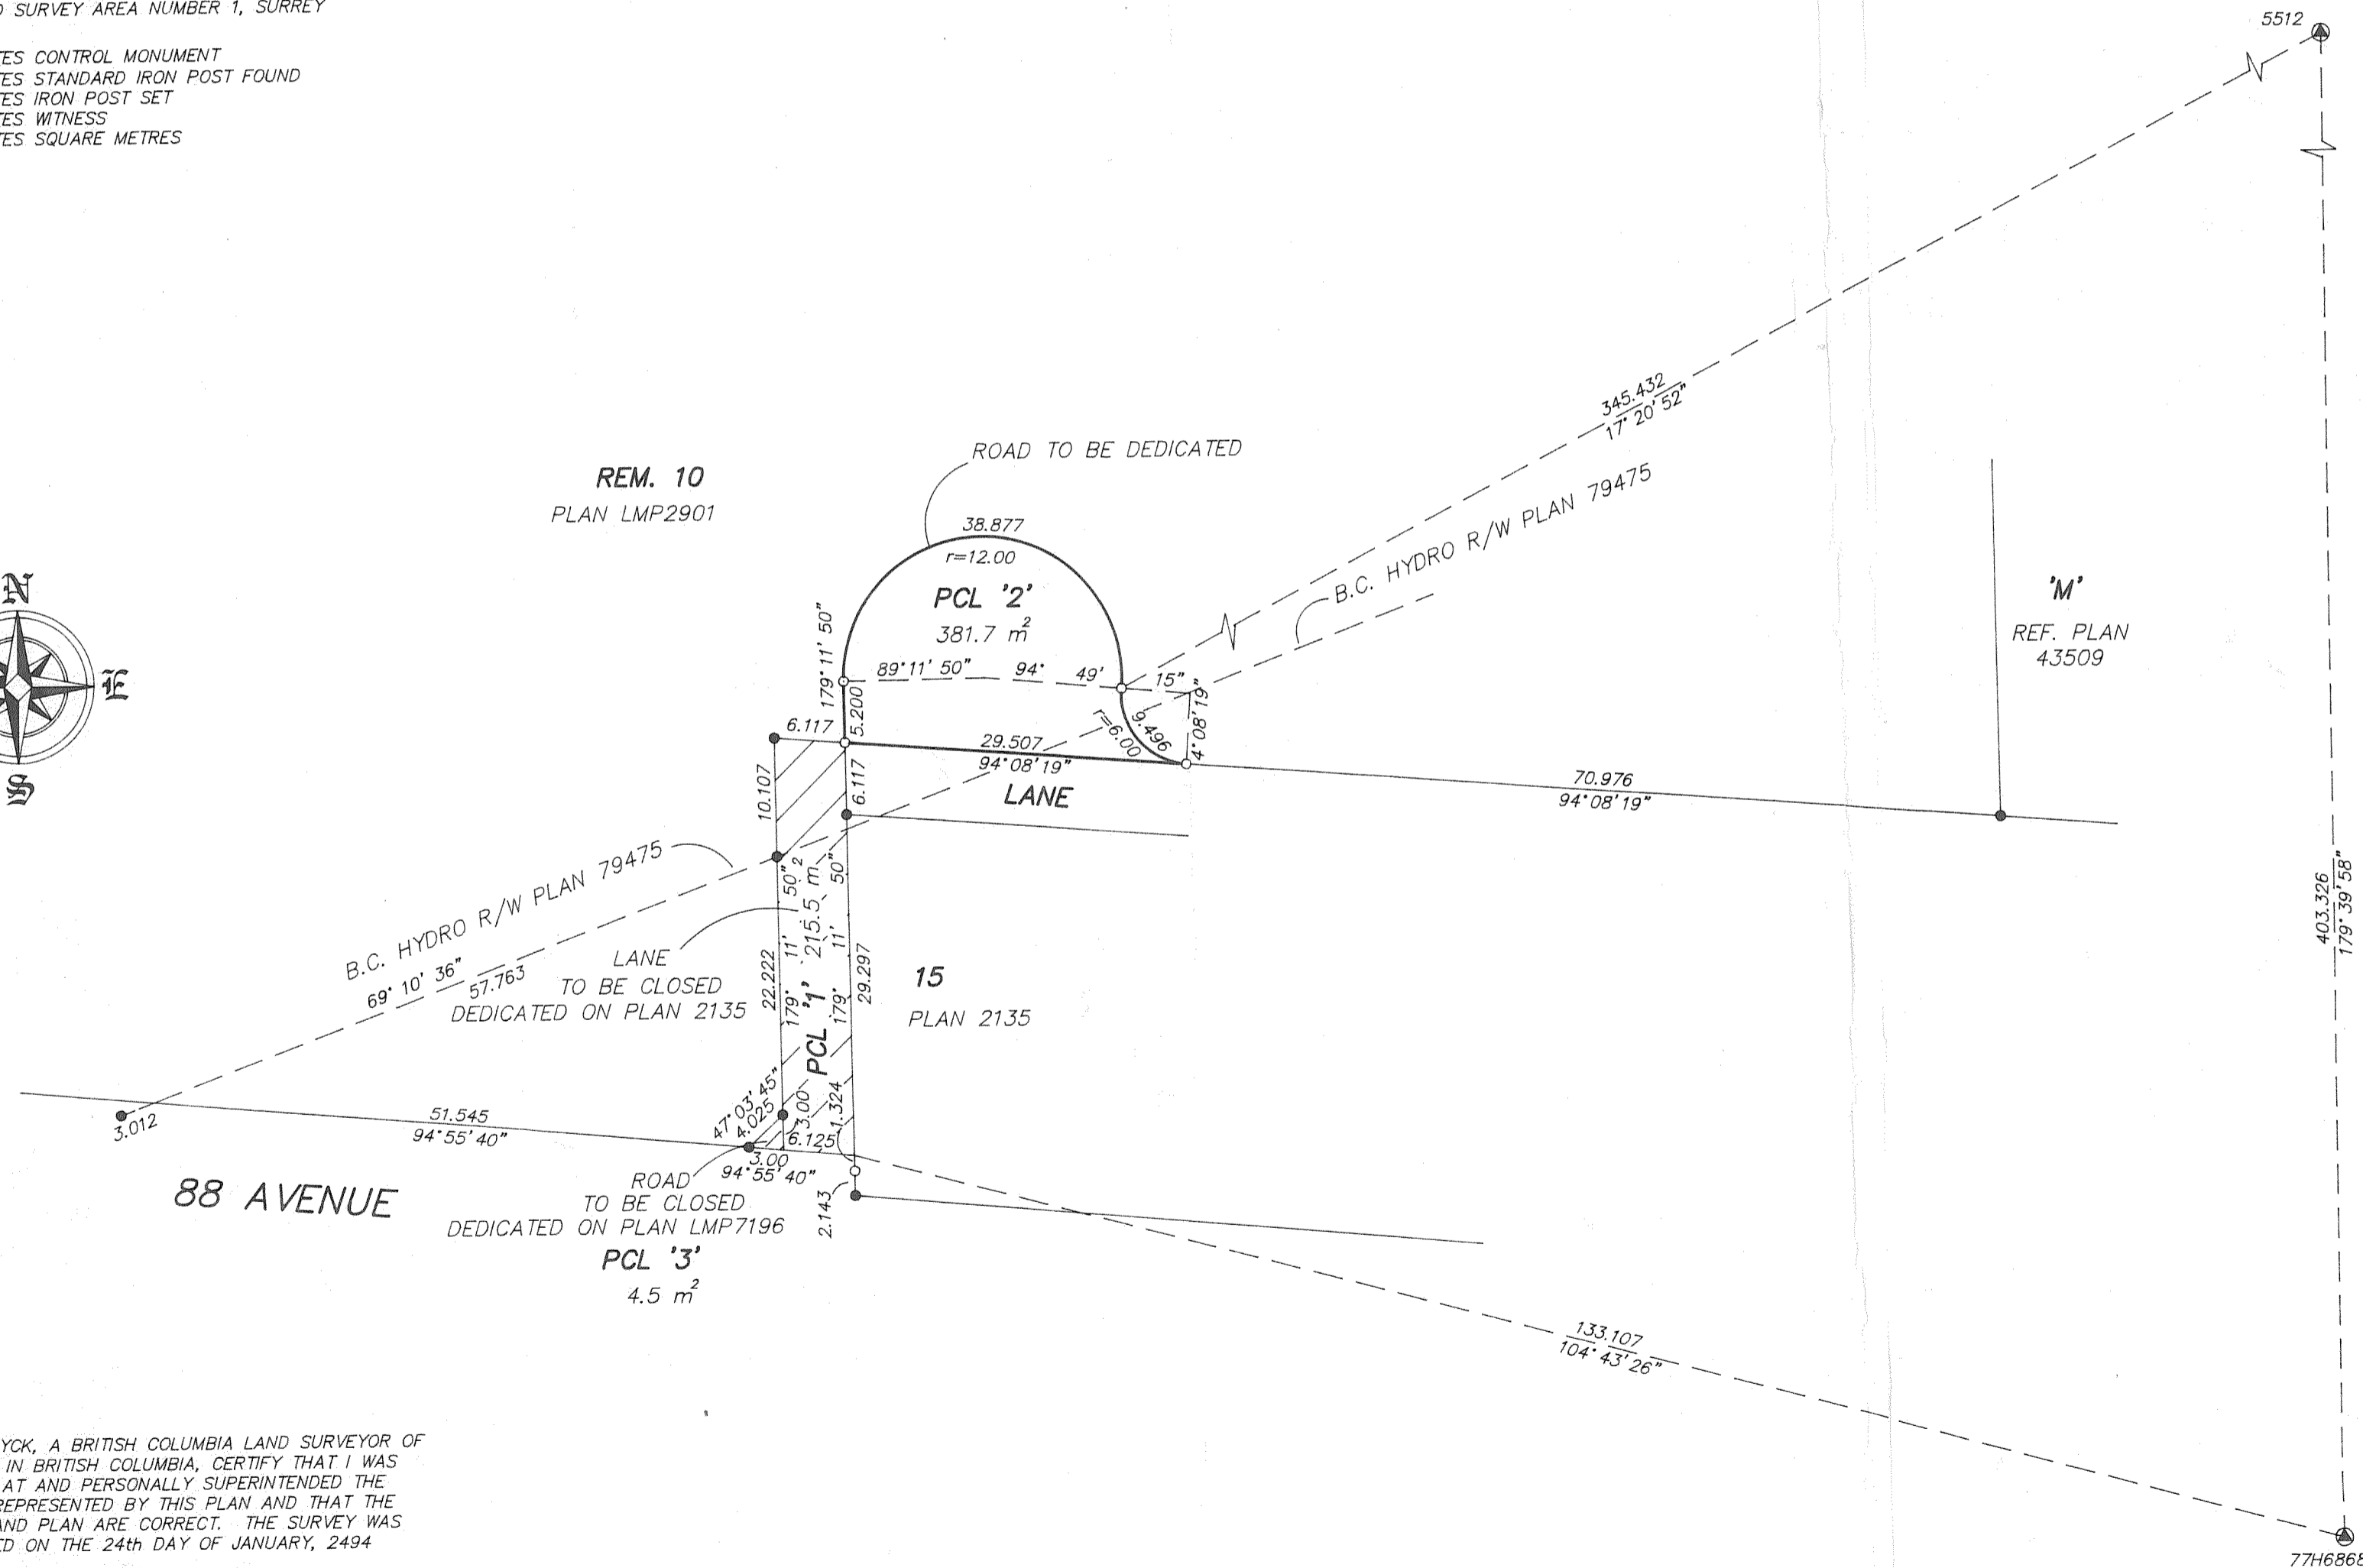 SURVEY AREA NUMBER 1, SURREY
TES CONTROL MONUMENT
TES STANDARD IRON POST FOUND
TES IRON POST SET
TES WITNESS
TES SQUARE METRES
5512
345.432
17° 20' 52"
B.C. HYDRO R/W PLAN 79475
ROAD TO BE DEDICATED
REM. 10
PLAN LMP2901
38.877
r=12.00
PCL '2'
381.7 m²
'M'
REF. PLAN
43509
N
E
S
179° 11' 50"
89° 11' 50"
94° 49' 15"
5.200
6.117
9.496
r=6.00
4° 08' 19"
29.507
94° 08' 19"
LANE
10.107
6.117
70.976
94° 08' 19"
B.C. HYDRO R/W PLAN 79475
69° 10' 36"
57.763
LANE
TO BE CLOSED
DEDICATED ON PLAN 2135
22.222
179° 11' 50"
PCL '1' 215.5 m²
179° 11' 50"
29.297
15
PLAN 2135
403.326
179° 39' 58"
3.012
51.545
94° 55' 40"
47° 03' 45"
4.025
3.00
1.324
6.125
3.00
94° 55' 40"
88 AVENUE
ROAD
TO BE CLOSED
DEDICATED ON PLAN LMP7196
2.143
PCL '3'
4.5 m²
133.107
104° 43' 26"
YCK, A BRITISH COLUMBIA LAND SURVEYOR OF
IN BRITISH COLUMBIA, CERTIFY THAT I WAS
AT AND PERSONALLY SUPERINTENDED THE
REPRESENTED BY THIS PLAN AND THAT THE
AND PLAN ARE CORRECT. THE SURVEY WAS
ED ON THE 24th DAY OF JANUARY, 2494
77H6868